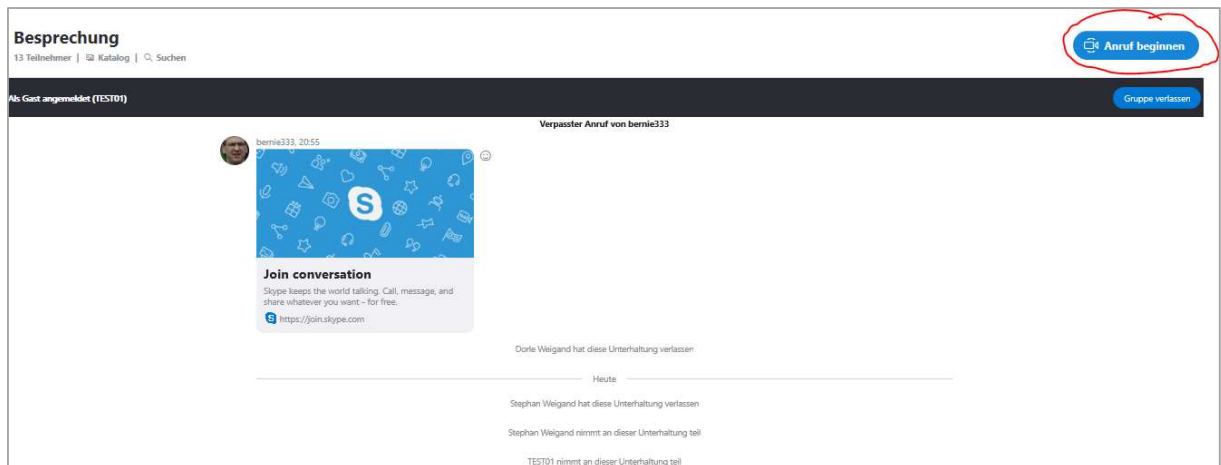 Besprechung
13 Teilnehmer | Katalog | Suchen
Anruf beginnen
Als Gast angemeldet (TEST01)
Gruppe verlassen
Verpasster Anruf von bernie333
bernie333, 20:55
S
Join conversation
Skype keeps the world talking. Call, message, and
share whatever you want – for free.
S https://join.skype.com
Dorle Weigand hat diese Unterhaltung verlassen
Heute
Stephan Weigand hat diese Unterhaltung verlassen
Stephan Weigand nimmt an dieser Unterhaltung teil
TEST01 nimmt an dieser Unterhaltung teil